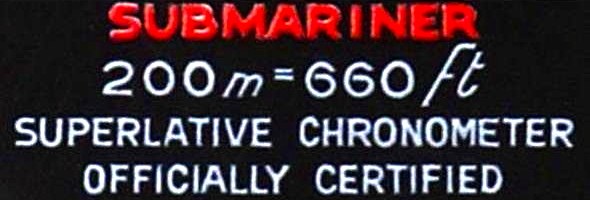 SUBMARINER
200m=660ft
SUPERLATIVE CHRONOMETER
OFFICIALLY CERTIFIED